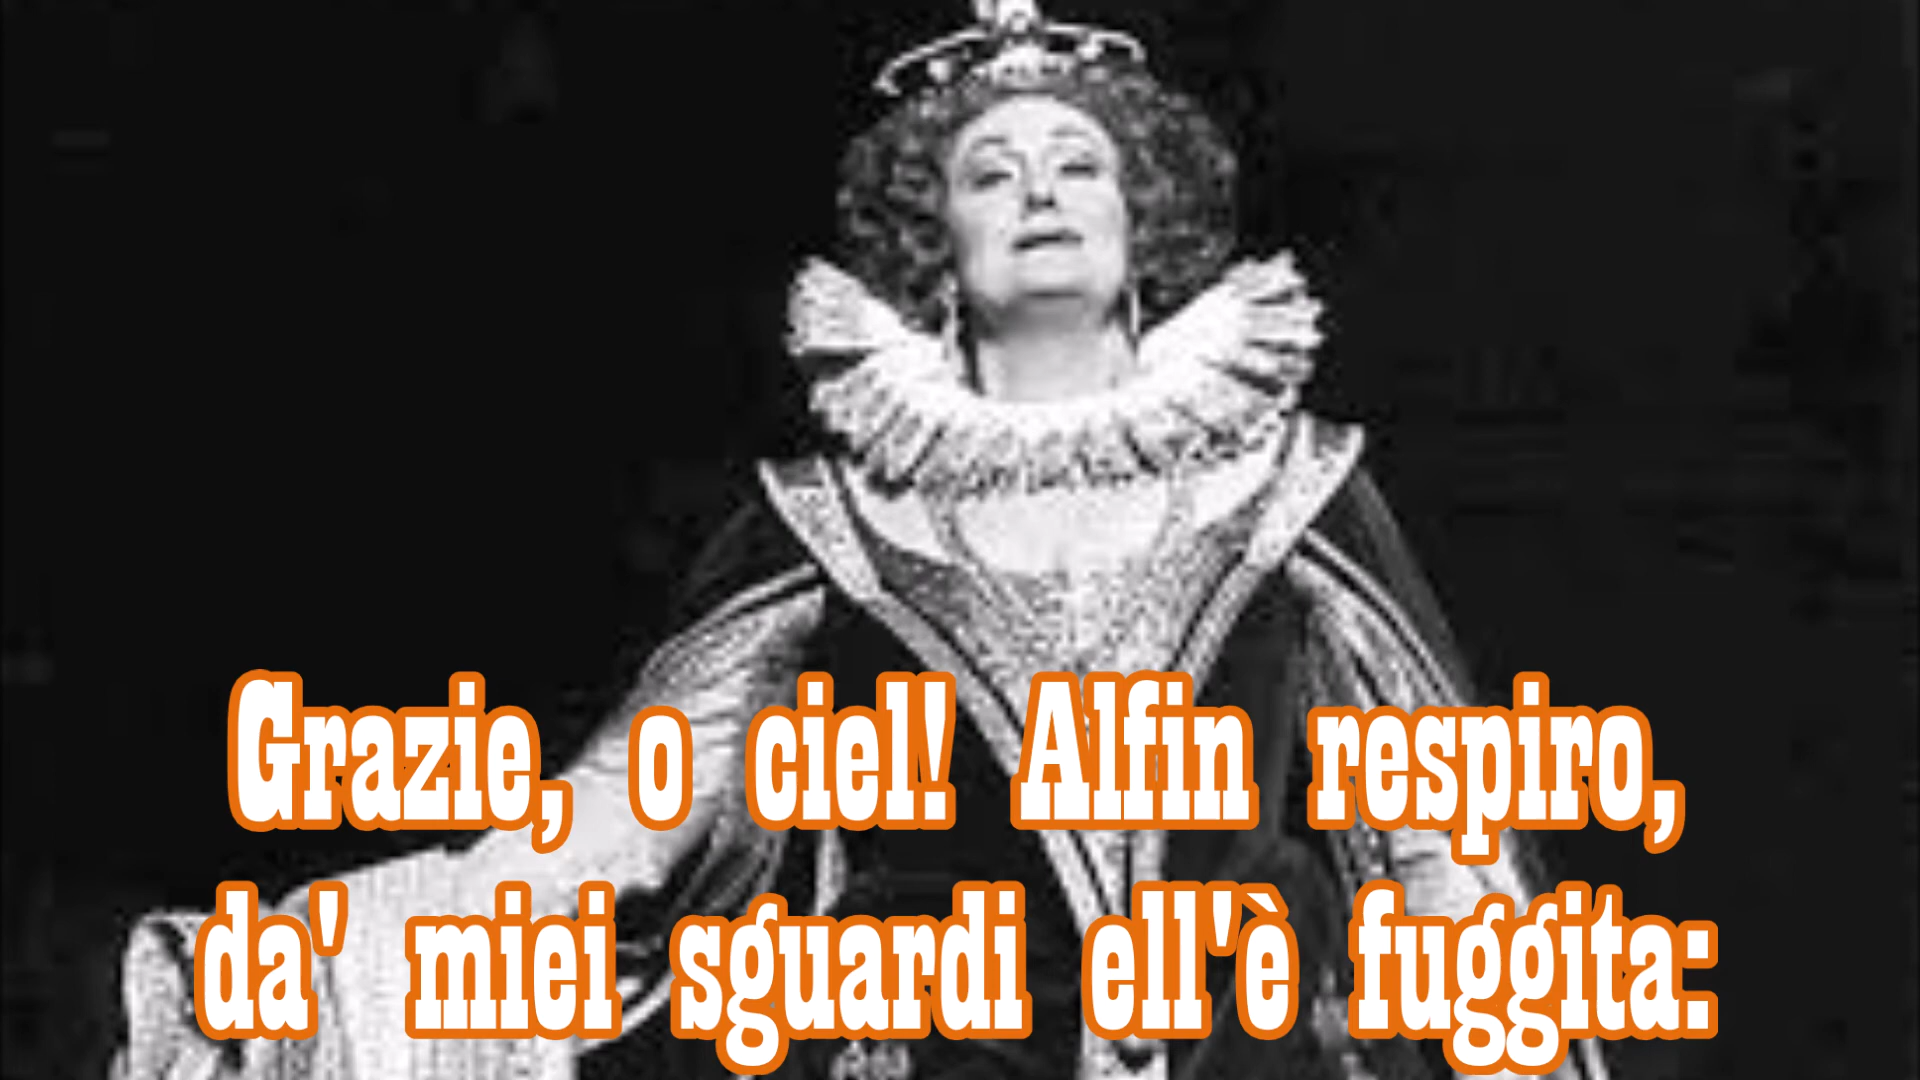 Grazie, o ciel! Alfin respiro,
da' miei sguardi ell'è fuggita: